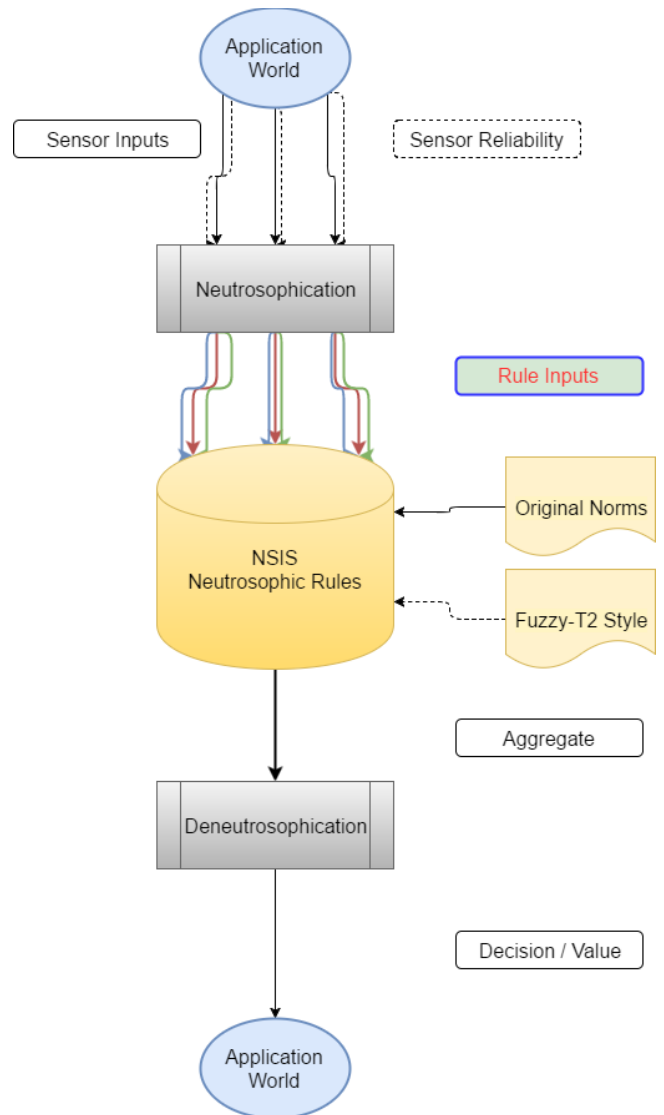 Application
World
Sensor Inputs
Sensor Reliability
Neutrosophication
Rule Inputs
Original Norms
NSIS
Neutrosophic Rules
Fuzzy-T2 Style
Aggregate
Deneutrosophication
Decision / Value
Application
World